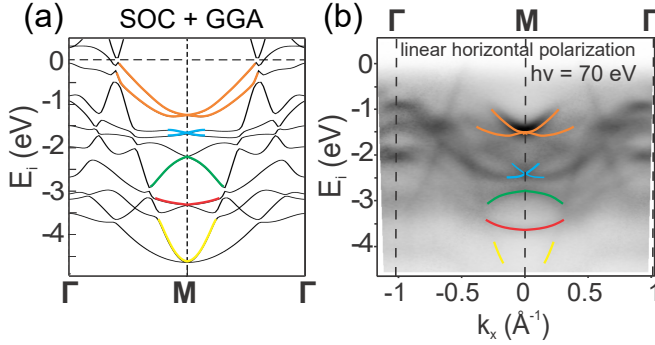 (a) SOC + GGA
0
-1
-2
-3
-4
E_i (eV)
Γ M Γ
(b) Γ M Γ
linear horizontal polarization
hν = 70 eV
-1
-2
-3
-4
E_i (eV)
-1 -0.5 0 0.5 1
k_x (Å⁻¹)